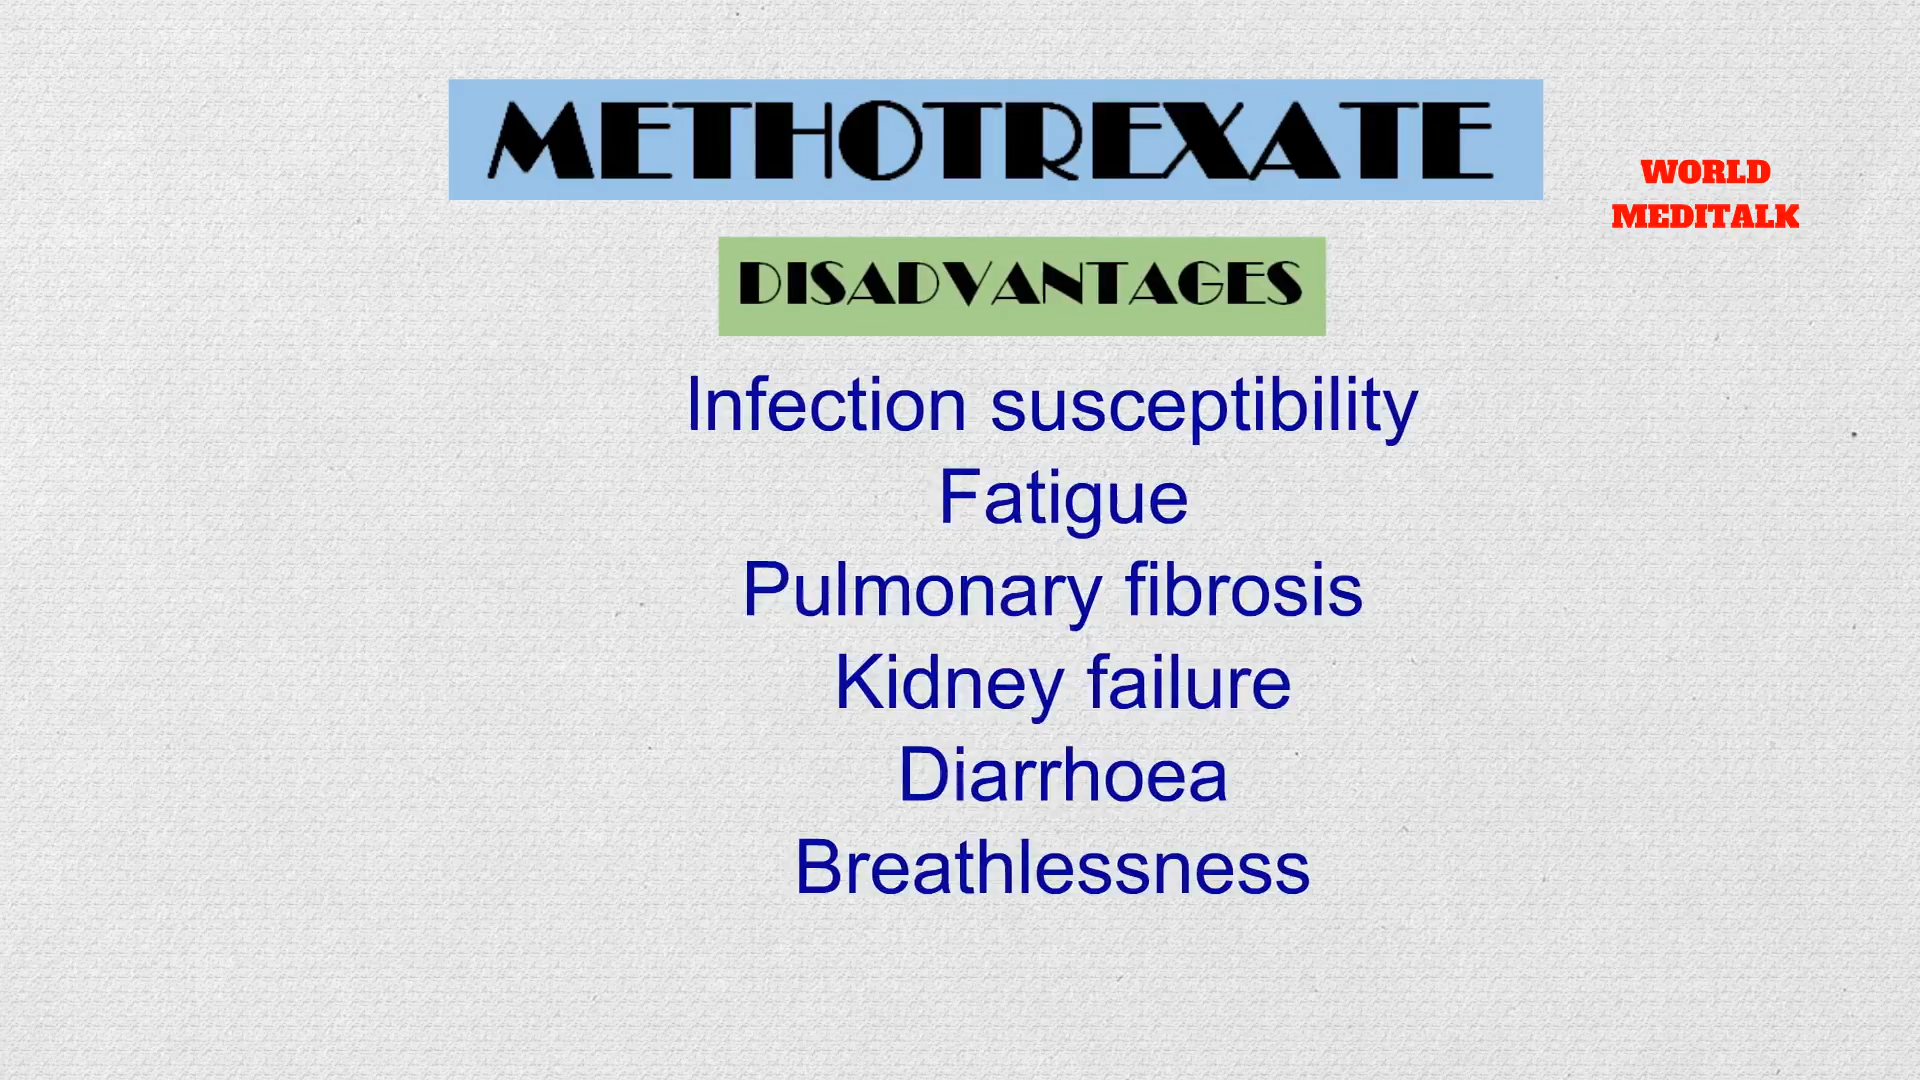 METHOTREXATE
WORLD
MEDITALK
DISADVANTAGES
Infection susceptibility
Fatigue
Pulmonary fibrosis
Kidney failure
Diarrhoea
Breathlessness